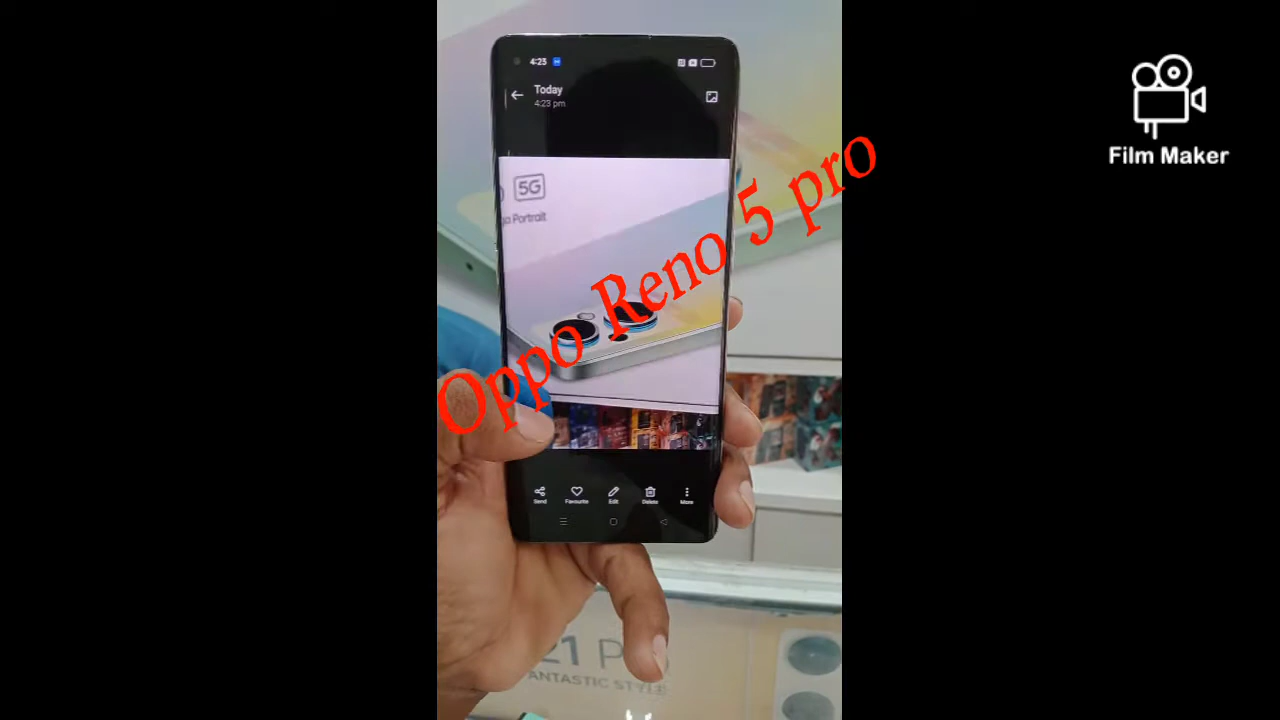 4:23
Today
4:23 pm
5G
Portrait
Oppo Reno 5 pro
Send
Favourite
Edit
Delete
More
21 P
ANTASTIC STYLE
Film Maker